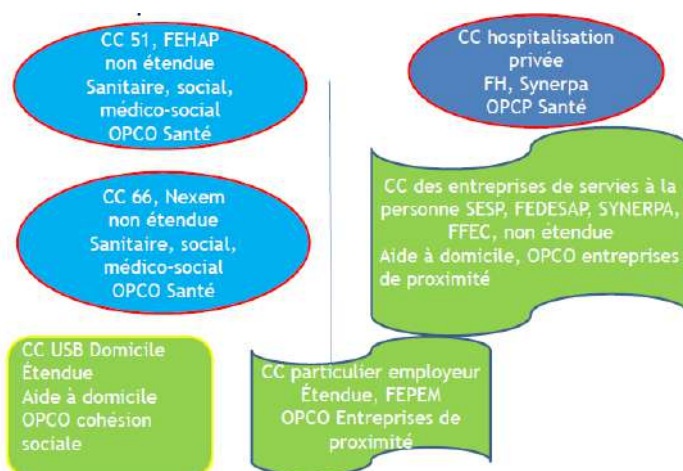 CC 51, FEHAP
non étendue
Sanitaire, social,
médico-social
OPCO Santé
CC hospitalisation
privée
FH, Synerpa
OPCP Santé
CC 66, Nexem
non étendue
Sanitaire, social,
médico-social
OPCO Santé
CC des entreprises de servies à la
personne SESP, FEDESAP, SYNERPA,
FFEC, non étendue
Aide à domicile, OPCO entreprises
de proximité
CC USB Domicile
Étendue
Aide à domicile
OPCO cohésion
sociale
CC particulier employeur
Étendue, FEPEM
OPCO Entreprises de
proximité